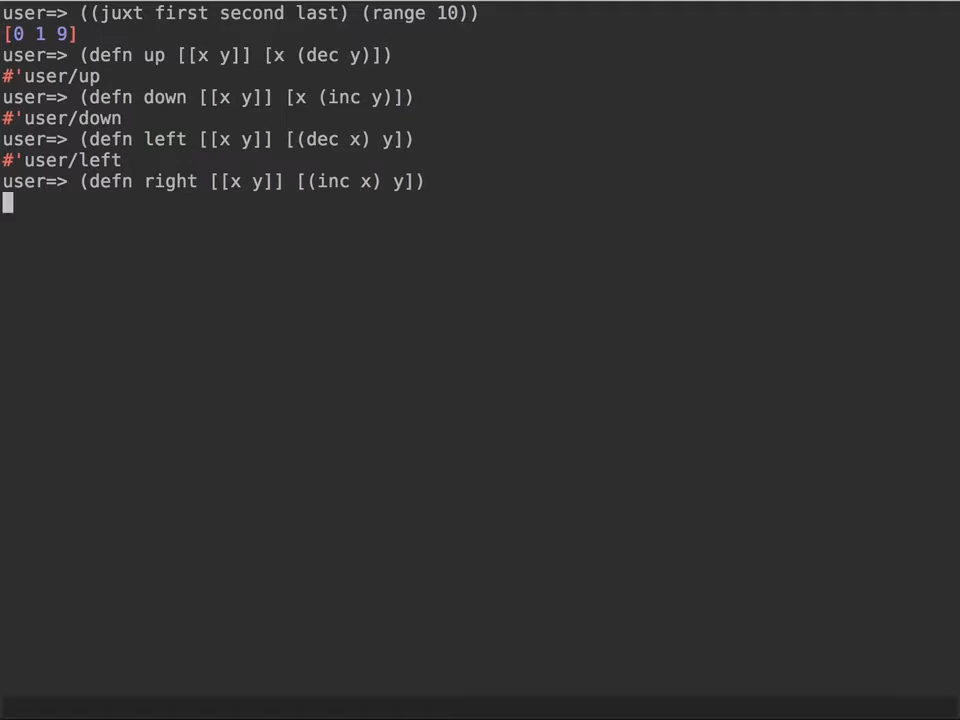 user=> ((juxt first second last) (range 10))
[0 1 9]
user=> (defn up [[x y]] [x (dec y)])
#'user/up
user=> (defn down [[x y]] [x (inc y)])
#'user/down
user=> (defn left [[x y]] [(dec x) y])
#'user/left
user=> (defn right [[x y]] [(inc x) y])